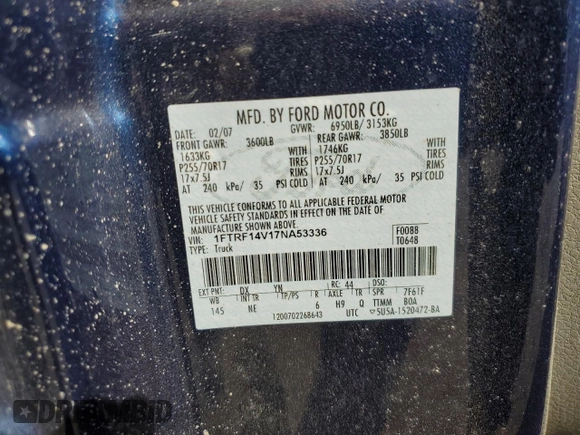 MFD. BY FORD MOTOR CO.
DATE: 02/07 GVWR: 6950LB/ 3153KG
FRONT GAWR: 3600LB REAR GAWR: 3850LB
1633KG WITH 1746KG WITH
P255/70R17 TIRES P255/70R17 TIRES
17x7.5J RIMS 17x7.5J RIMS
AT 240 kPa/ 35 PSI COLD AT 240 kPa/ 35 PSI COLD
THIS VEHICLE CONFORMS TO ALL APPLICABLE FEDERAL MOTOR
VEHICLE SAFETY STANDARDS IN EFFECT ON THE DATE OF
MANUFACTURE SHOWN ABOVE.
VIN: 1FTRF14V17NA53336 F0088
TYPE: Truck T0648
EXT PNT: DX YN RC: 44 DSO:
WB INT TR TP/PS R AXLE TR SPR 7F61F
145 NE 6 H9 Q TTMM BOA
1200702268643 UTC 5U5A-1520472-BA
DREAMBID.COM